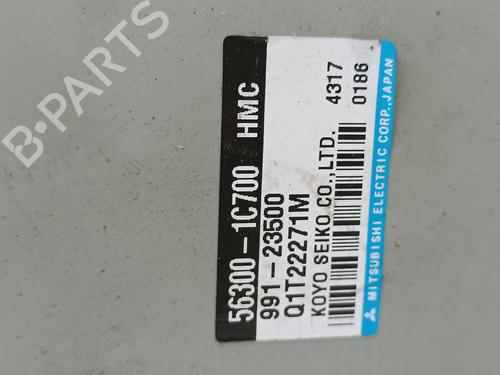 56300-1C700 HMC
991-23500
Q1T22271M
KOYO SEIKO CO.,LTD.
4317
0186
MITSUBISHI ELECTRIC CORP.,JAPAN
B-PARTS